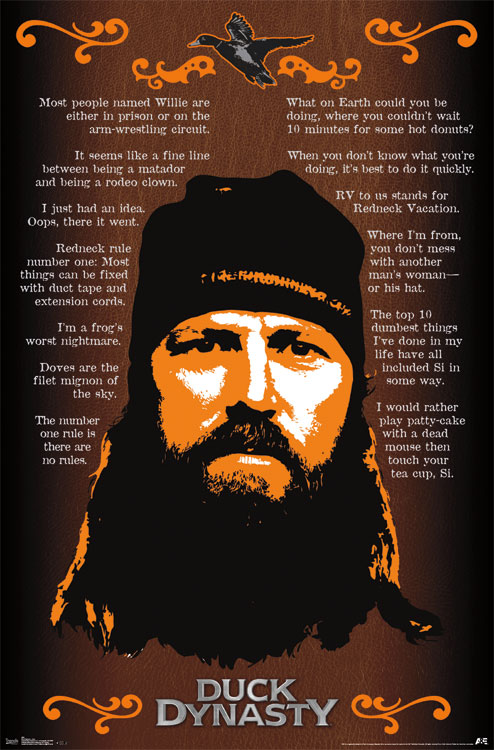 Most people named Willie are
either in prison or on the
arm-wrestling circuit.
It seems like a fine line
between being a matador
and being a rodeo clown.
I just had an idea.
Oops, there it went.
Redneck rule
number one: Most
things can be fixed
with duct tape and
extension cords.
I'm a frog's
worst nightmare.
Doves are the
filet mignon of
the sky.
The number
one rule is
there are
no rules.
What on Earth could you be
doing, where you couldn't wait
10 minutes for some hot donuts?
When you don't know what you're
doing, it's best to do it quickly.
RV to us stands for
Redneck Vacation.
Where I'm from,
you don't mess
with another
man's woman—
or his hat.
The top 10
dumbest things
I've done in my
life have all
included Si in
some way.
I would rather
play patty-cake
with a dead
mouse then
touch your
tea cup, Si.
DUCK
DYNASTY
A&E